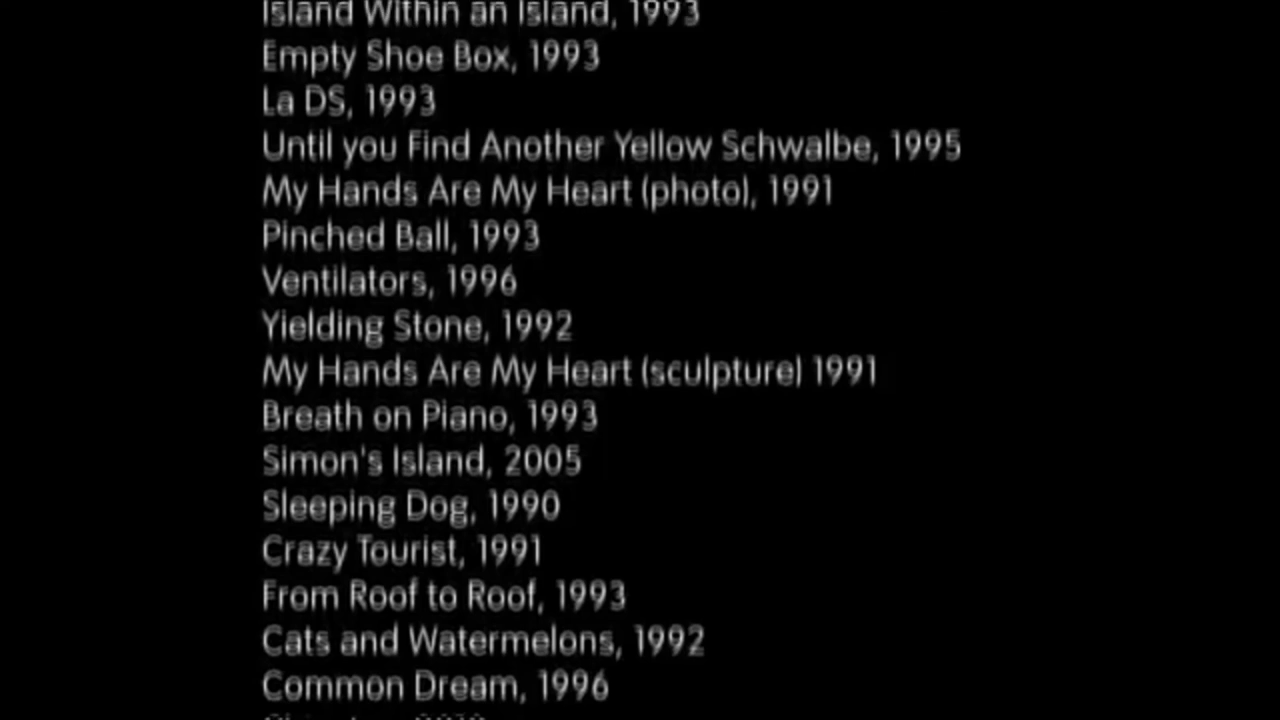 Island Within an Island, 1993
Empty Shoe Box, 1993
La DS, 1993
Until you Find Another Yellow Schwalbe, 1995
My Hands Are My Heart (photo), 1991
Pinched Ball, 1993
Ventilators, 1996
Yielding Stone, 1992
My Hands Are My Heart (sculpture) 1991
Breath on Piano, 1993
Simon's Island, 2005
Sleeping Dog, 1990
Crazy Tourist, 1991
From Roof to Roof, 1993
Cats and Watermelons, 1992
Common Dream, 1996